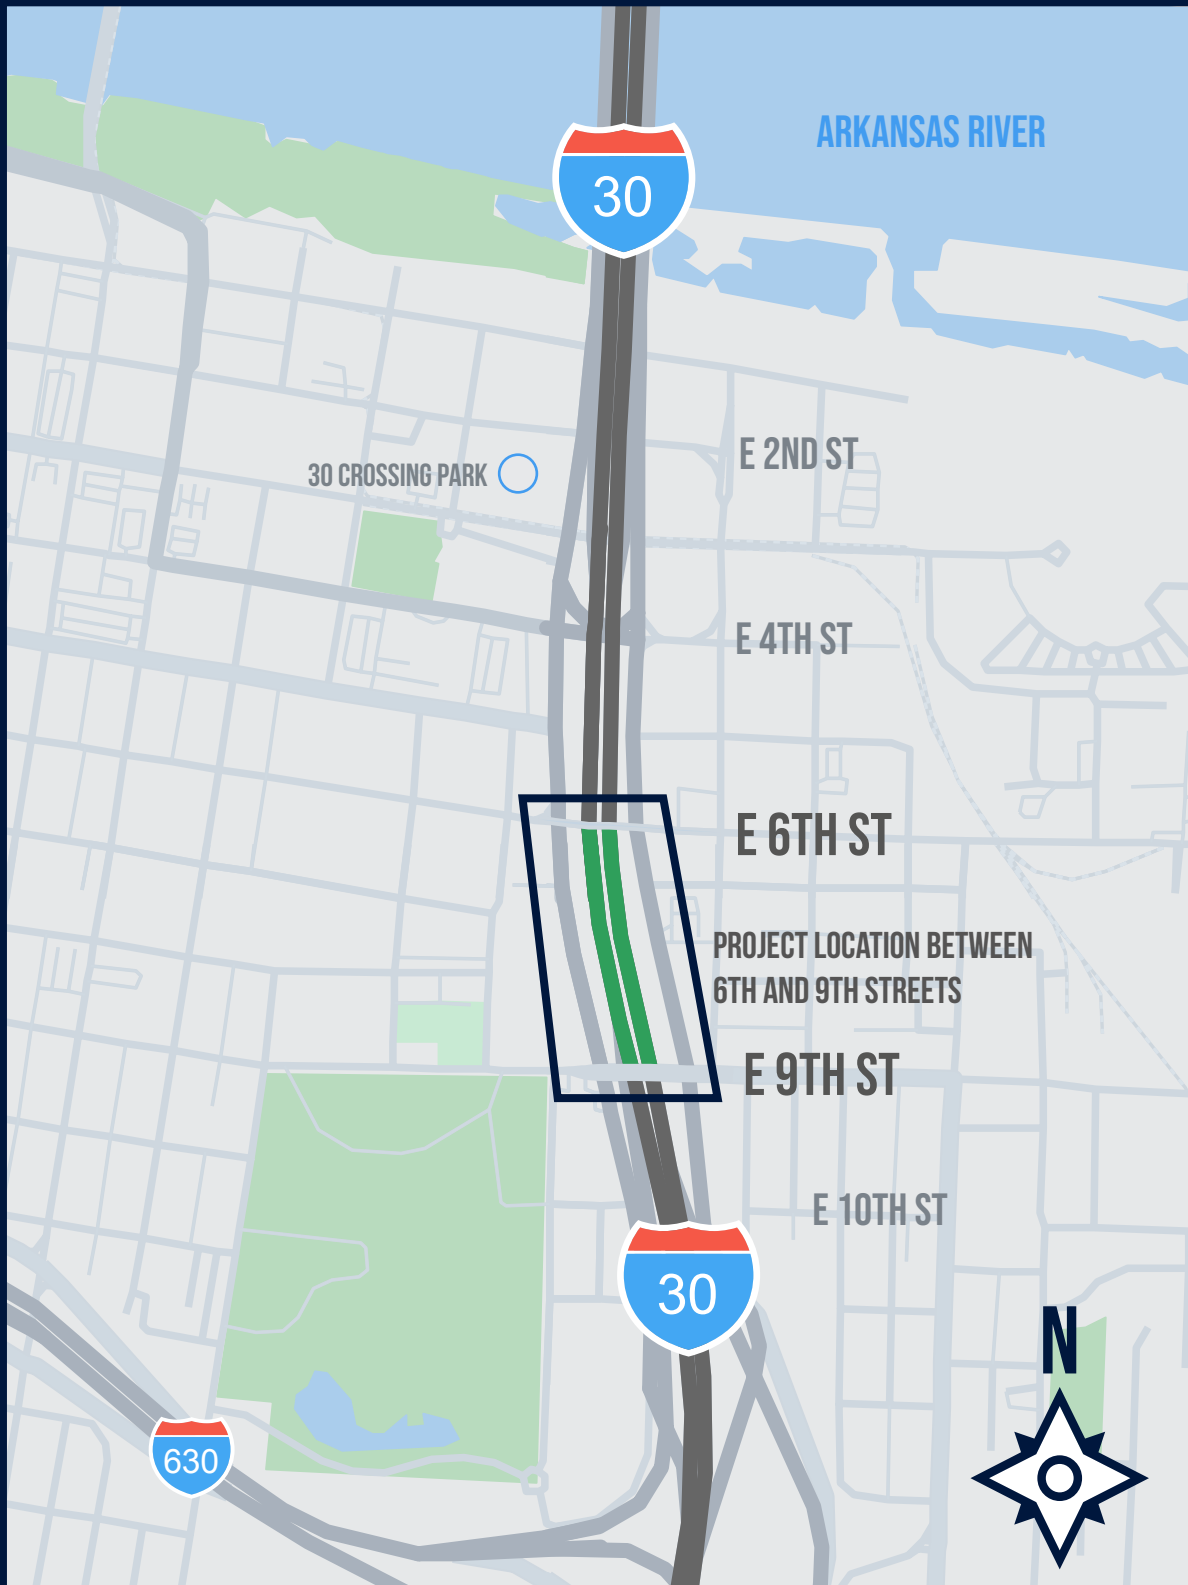 30
ARKANSAS RIVER
E 2ND ST
30 CROSSING PARK
E 4TH ST
E 6TH ST
PROJECT LOCATION BETWEEN
6TH AND 9TH STREETS
E 9TH ST
E 10TH ST
30
N
630